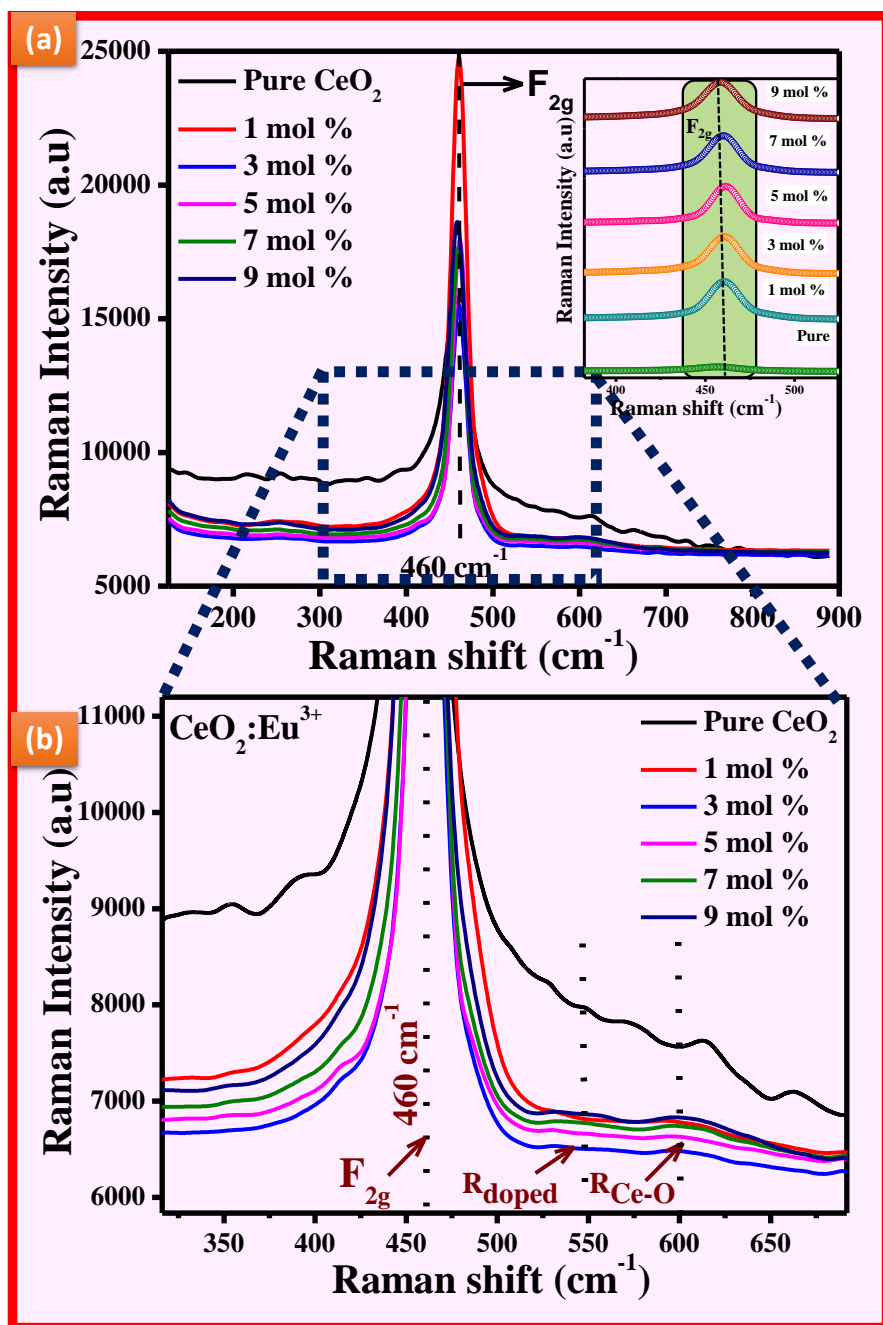 (a)
25000
20000
15000
10000
5000
Raman Intensity (a.u)
Pure CeO2
1 mol %
3 mol %
5 mol %
7 mol %
9 mol %
F2g
460 cm-1
200 300 400 500 600 700 800 900
Raman shift (cm-1)
Raman Intensity (a.u)
9 mol %
F2g
7 mol %
5 mol %
3 mol %
1 mol %
Pure
400 450 500
Raman shift (cm-1)
(b)
CeO2:Eu3+
11000
10000
9000
8000
7000
6000
Raman Intensity (a.u)
Pure CeO2
1 mol %
3 mol %
5 mol %
7 mol %
9 mol %
460 cm-1
F2g
Rdoped
RCe-O
350 400 450 500 550 600 650
Raman shift (cm-1)